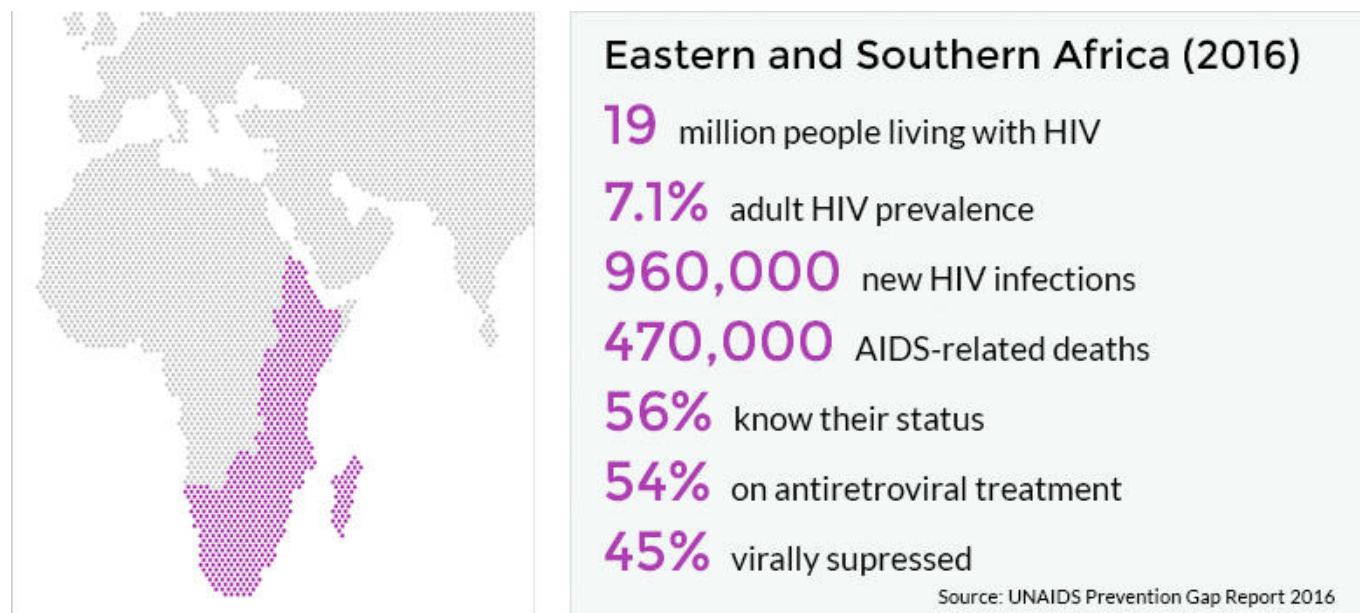 Eastern and Southern Africa (2016)
19 million people living with HIV
7.1% adult HIV prevalence
960,000 new HIV infections
470,000 AIDS-related deaths
56% know their status
54% on antiretroviral treatment
45% virally supressed
Source: UNAIDS Prevention Gap Report 2016